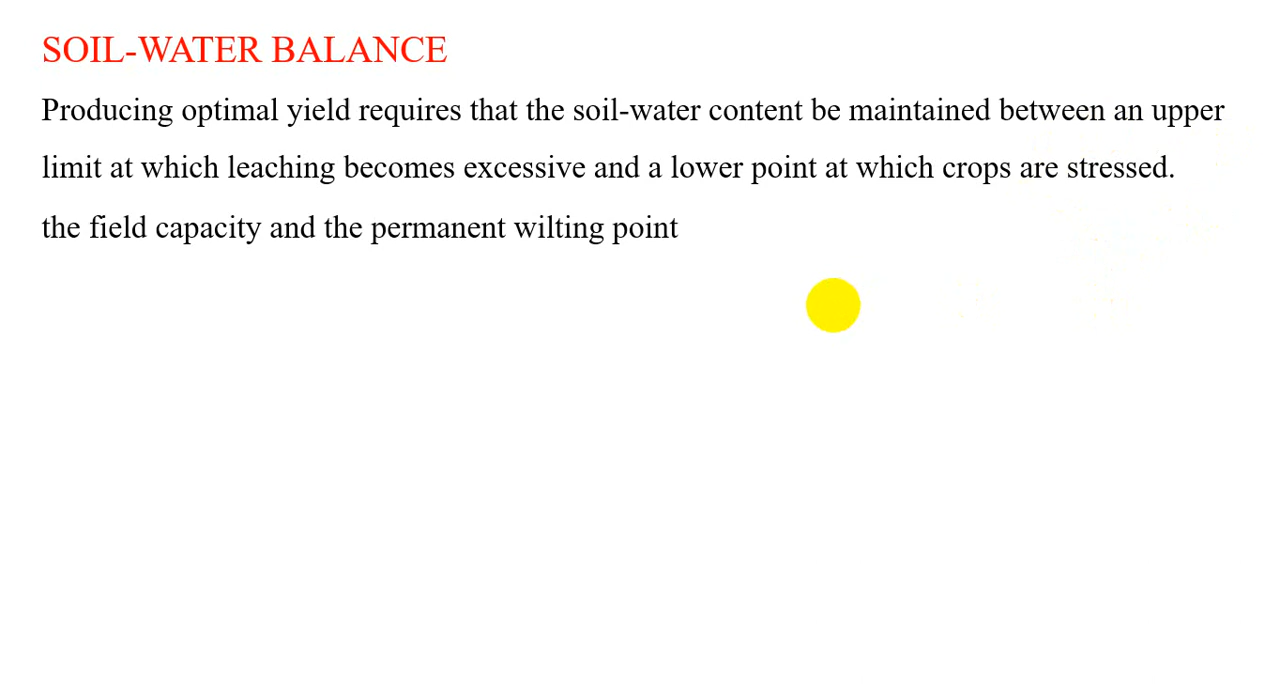 SOIL-WATER BALANCE
Producing optimal yield requires that the soil-water content be maintained between an upper
limit at which leaching becomes excessive and a lower point at which crops are stressed.
the field capacity and the permanent wilting point